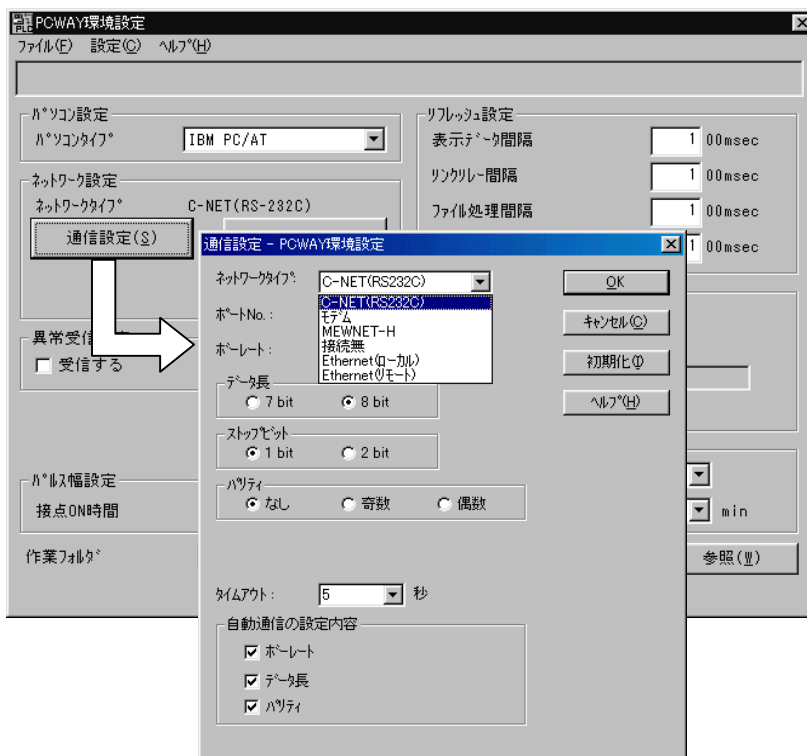 PCWAY環境設定
ファイル(F) 設定(C) ヘルプ(H)
パソコン設定
パソコンタイプ IBM PC/AT
ネットワーク設定
ネットワークタイプ C-NET(RS-232C)
通信設定(S)
異常受信
受信する
パルス幅設定
接点ON時間
作業フォルダ
リフレッシュ設定
表示データ間隔 1 00msec
リンクリレー間隔 1 00msec
ファイル処理間隔 1 00msec
1 00msec
min
参照(W)
通信設定 - PCWAY環境設定
ネットワークタイプ: C-NET(RS232C)
C-NET(RS232C)
モデム
MEWNET-H
接続無
Ethernet(ローカル)
Ethernet(リモート)
ポートNo. :
ボーレート :
データ長
7 bit 8 bit
ストップビット
1 bit 2 bit
パリティ
なし 奇数 偶数
タイムアウト : 5 秒
自動通信の設定内容
ボーレート
データ長
パリティ
OK
キャンセル(C)
初期化(I)
ヘルプ(H)